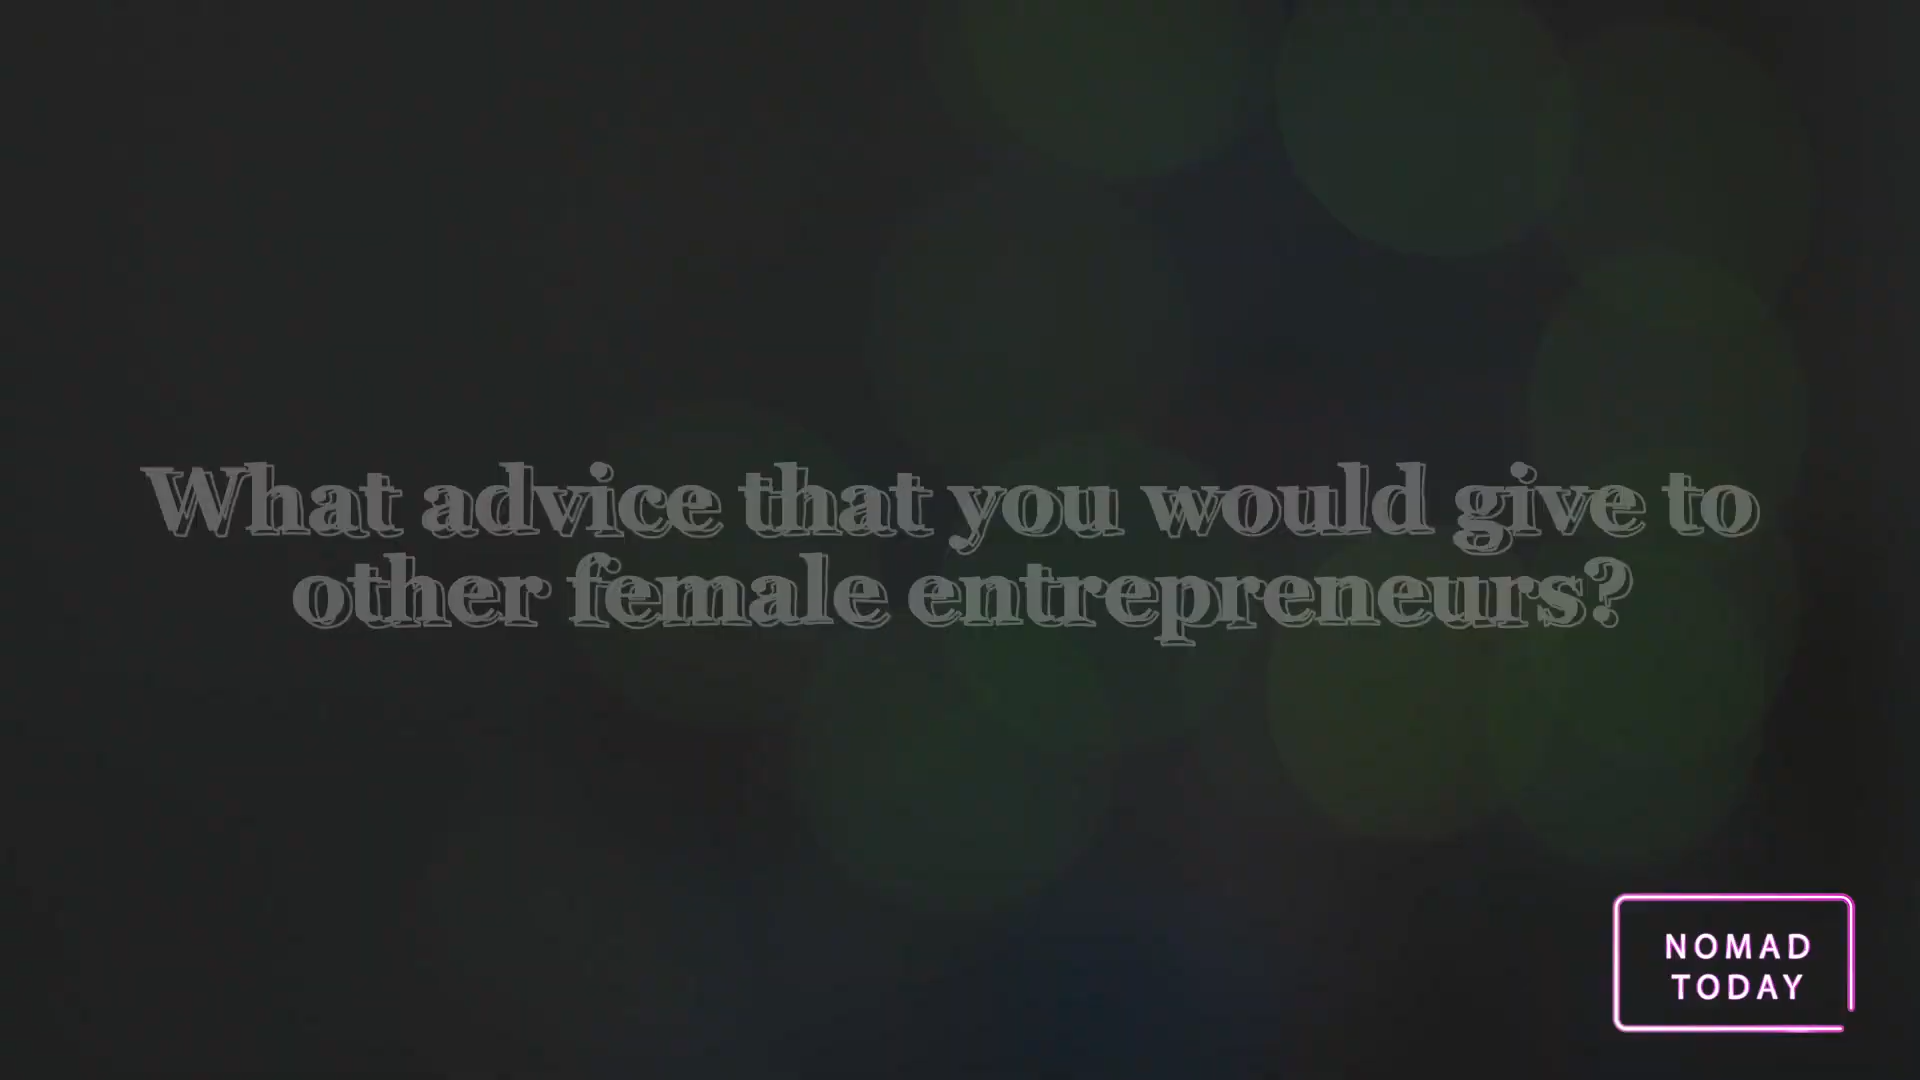 What advice that you would give to
other female entrepreneurs?
NOMAD
TODAY